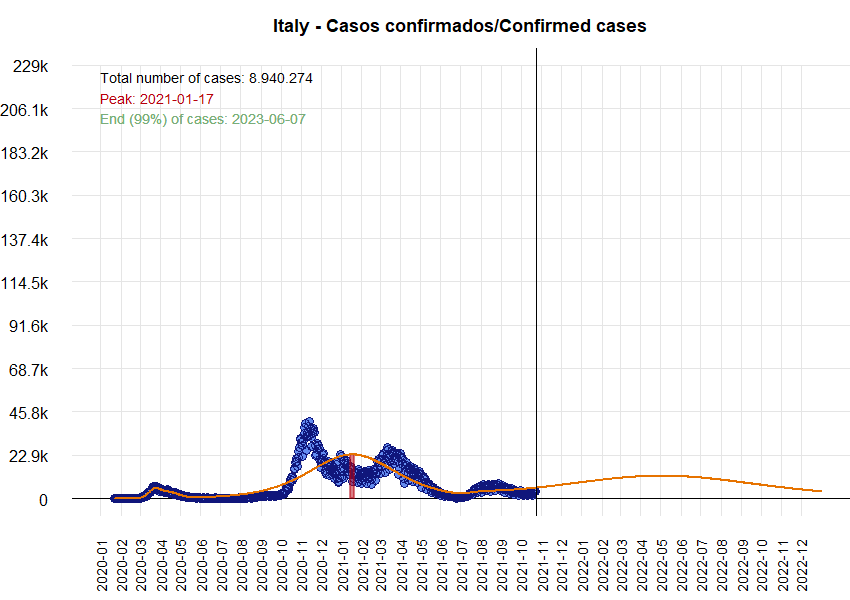 Italy - Casos confirmados/Confirmed cases
229k
206.1k
183.2k
160.3k
137.4k
114.5k
91.6k
68.7k
45.8k
22.9k
0
Total number of cases: 8.940.274
Peak: 2021-01-17
End (99%) of cases: 2023-06-07
2020-01
2020-02
2020-03
2020-04
2020-05
2020-06
2020-07
2020-08
2020-09
2020-10
2020-11
2020-12
2021-01
2021-02
2021-03
2021-04
2021-05
2021-06
2021-07
2021-08
2021-09
2021-10
2021-11
2021-12
2022-01
2022-02
2022-03
2022-04
2022-05
2022-06
2022-07
2022-08
2022-09
2022-10
2022-11
2022-12